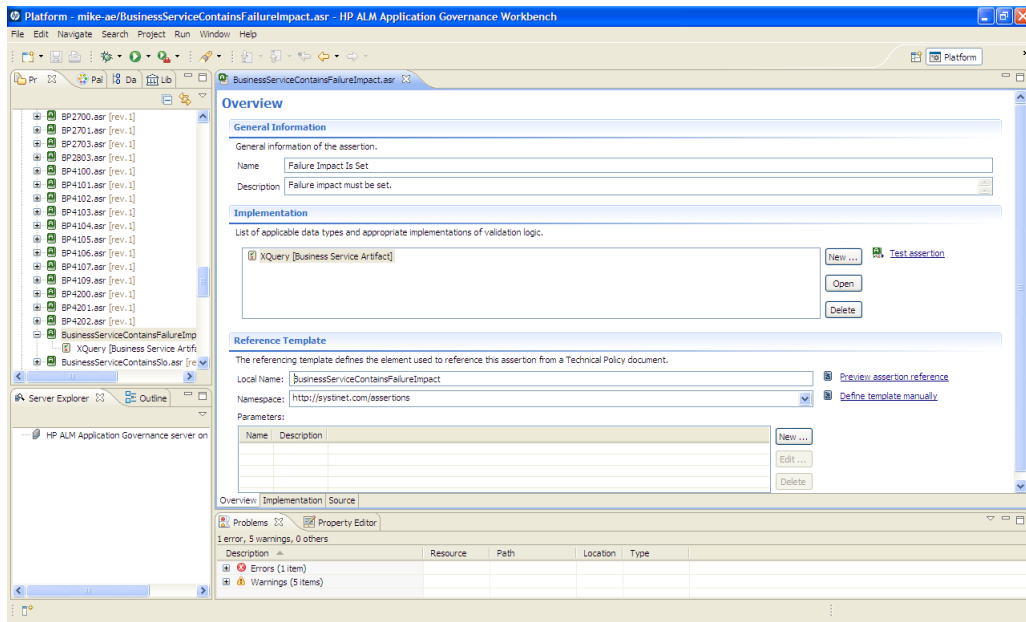 Platform - mike-ae/BusinessServiceContainsFailureImpact.asr - HP ALM Application Governance Workbench
File Edit Navigate Search Project Run Window Help
Platform
Pr Pal Da Lib
BusinessServiceContainsFailureImpact.asr
BP2700.asr [rev.1]
BP2701.asr [rev.1]
BP2703.asr [rev.1]
BP2803.asr [rev.1]
BP4100.asr [rev.1]
BP4101.asr [rev.1]
BP4102.asr [rev.1]
BP4103.asr [rev.1]
BP4104.asr [rev.1]
BP4105.asr [rev.1]
BP4106.asr [rev.1]
BP4107.asr [rev.1]
BP4109.asr [rev.1]
BP4200.asr [rev.1]
BP4201.asr [rev.1]
BP4202.asr [rev.1]
BusinessServiceContainsFailureImp
XQuery [Business Service Artifa
BusinessServiceContainsSlo.asr [re
Server Explorer Outline
HP ALM Application Governance server on
Overview
General Information
General information of the assertion.
Name Failure Impact Is Set
Description Failure impact must be set.
Implementation
List of applicable data types and appropriate implementations of validation logic.
XQuery [Business Service Artifact]
New ... Test assertion
Open
Delete
Reference Template
The referencing template defines the element used to reference this assertion from a Technical Policy document.
Local Name: BusinessServiceContainsFailureImpact Preview assertion reference
Namespace: http://systinet.com/assertions Define template manually
Parameters:
Name Description
New ...
Edit ...
Delete
Overview Implementation Source
Problems Property Editor
1 error, 5 warnings, 0 others
Description Resource Path Location Type
Errors (1 item)
Warnings (5 items)